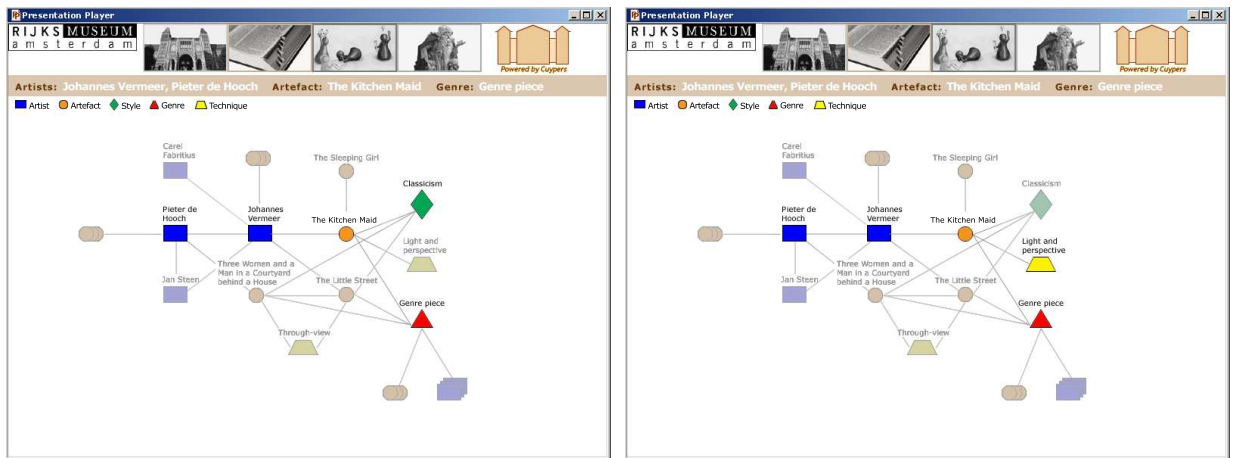 Presentation Player
RIJKS MUSEUM
amsterdam
Powered by Cuypers
Artists: Johannes Vermeer, Pieter de Hooch Artefact: The Kitchen Maid Genre: Genre piece
Artist Artefact Style Genre Technique
Carel
Fabritius
The Sleeping Girl
Classicism
Pieter de
Hooch
Johannes
Vermeer
The Kitchen Maid
Light and
perspective
Three Women and a
Man in a Courtyard
behind a House
Jan Steen
The Little Street
Genre piece
Through-view
Presentation Player
RIJKS MUSEUM
amsterdam
Powered by Cuypers
Artists: Johannes Vermeer, Pieter de Hooch Artefact: The Kitchen Maid Genre: Genre piece
Artist Artefact Style Genre Technique
Carel
Fabritius
The Sleeping Girl
Classicism
Pieter de
Hooch
Johannes
Vermeer
The Kitchen Maid
Light and
perspective
Three Women and a
Man in a Courtyard
behind a House
Jan Steen
The Little Street
Genre piece
Through-view